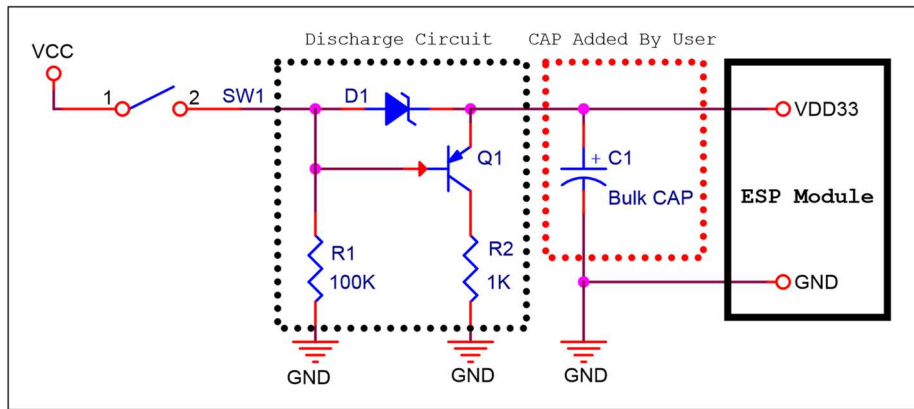 Discharge Circuit
CAP Added By User
VCC
1
2
SW1
D1
VDD33
Q1
+ C1
Bulk CAP
ESP Module
R1
100K
R2
1K
GND
GND
GND
GND